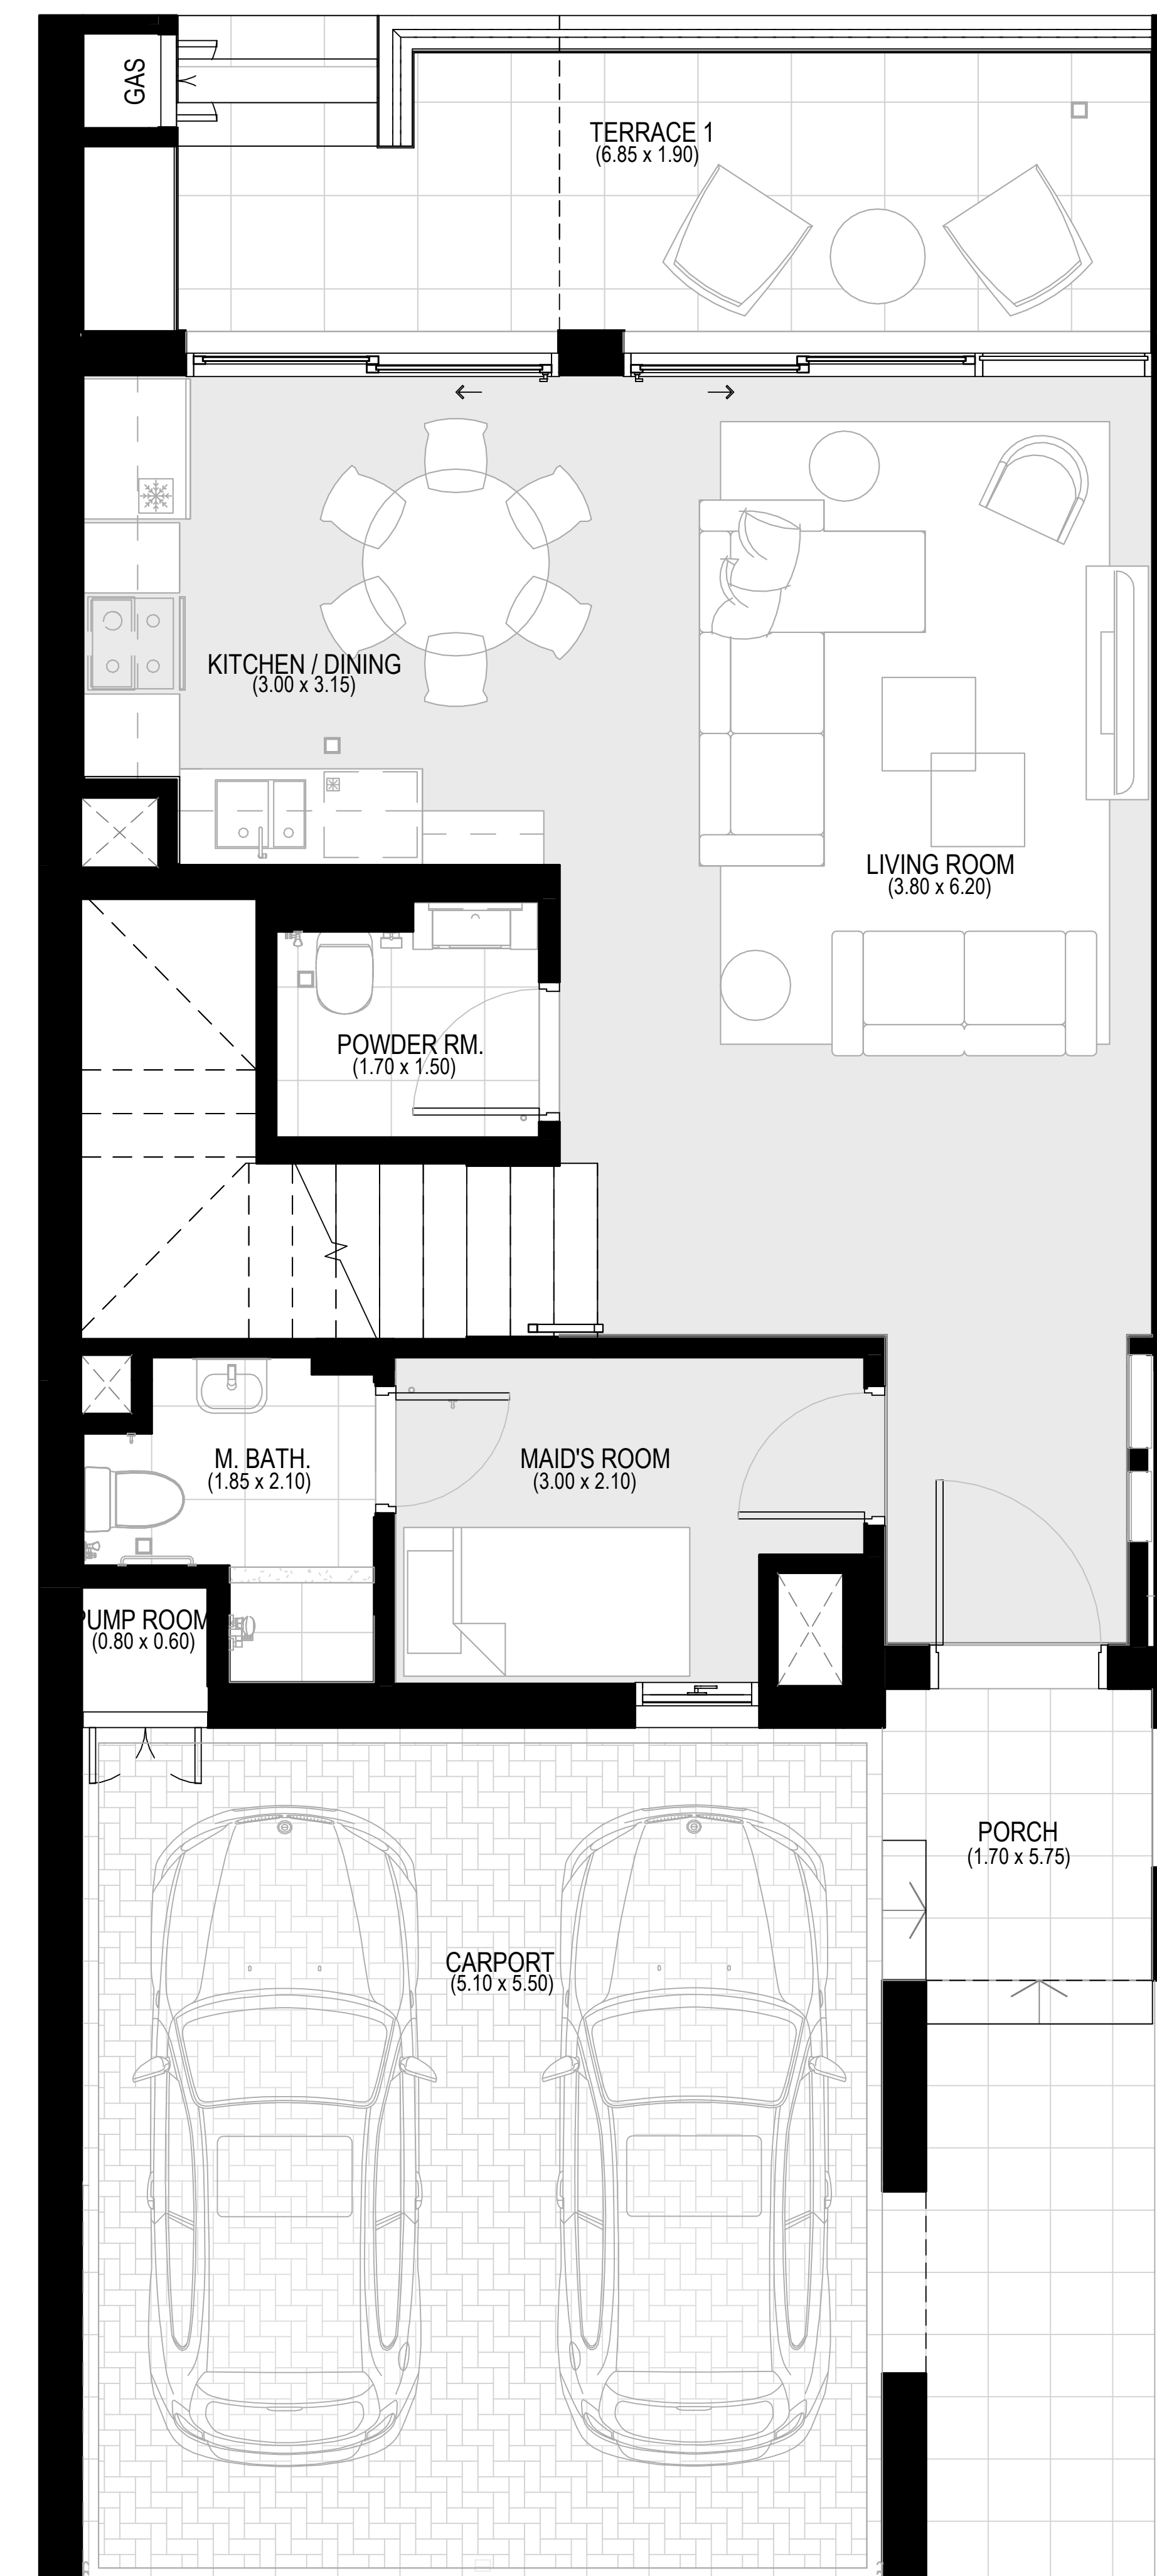 GAS
TERRACE 1
(6.85 x 1.90)
KITCHEN / DINING
(3.00 x 3.15)
LIVING ROOM
(3.80 x 6.20)
POWDER RM.
(1.70 x 1.50)
M. BATH.
(1.85 x 2.10)
MAID'S ROOM
(3.00 x 2.10)
PUMP ROOM
(0.80 x 0.60)
PORCH
(1.70 x 5.75)
CARPORT
(5.10 x 5.50)